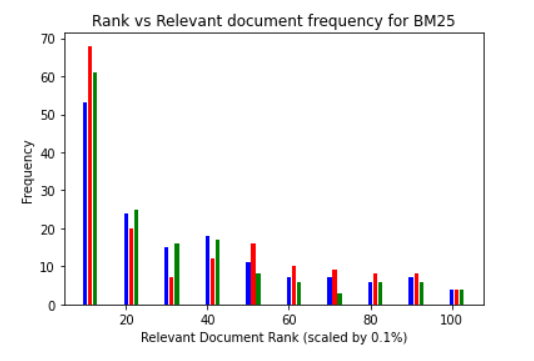 Rank vs Relevant document frequency for BM25
70
60
50
40
30
20
10
0
Frequency
20 40 60 80 100
Relevant Document Rank (scaled by 0.1%)